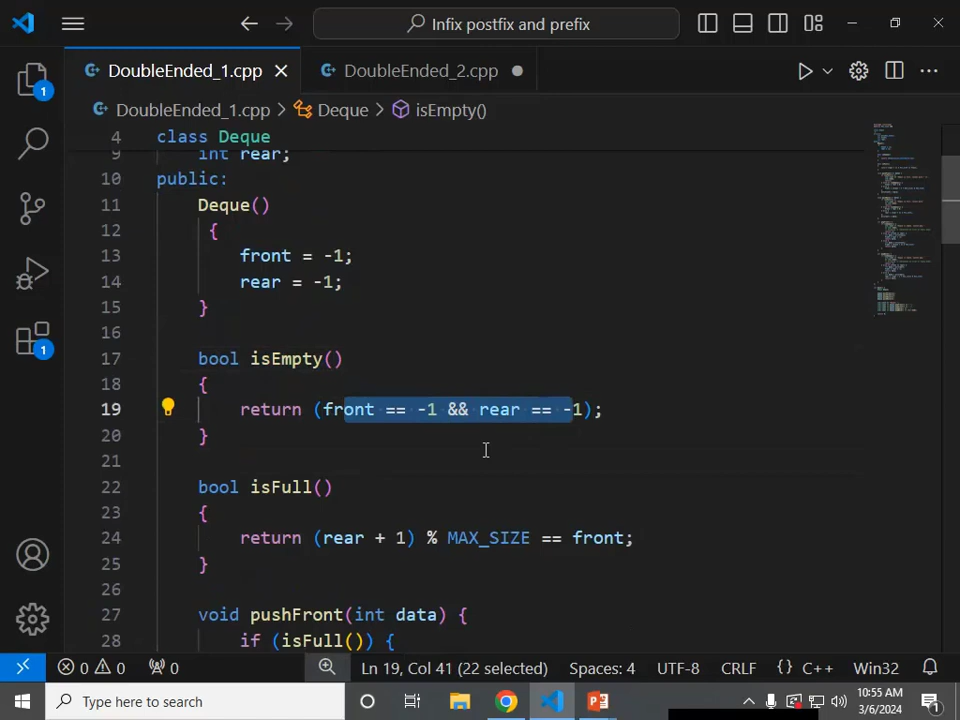 Infix postfix and prefix
DoubleEnded_1.cpp
DoubleEnded_2.cpp
DoubleEnded_1.cpp > Deque > isEmpty()
4 class Deque
9 int rear;
10 public:
11 Deque()
12 {
13 front = -1;
14 rear = -1;
15 }
16
17 bool isEmpty()
18 {
19 return (front == -1 && rear == -1);
20 }
21
22 bool isFull()
23 {
24 return (rear + 1) % MAX_SIZE == front;
25 }
26
27 void pushFront(int data) {
28 if (isFull()) {
1
1
0 0 0 Ln 19, Col 41 (22 selected) Spaces: 4 UTF-8 CRLF {} C++ Win32
Type here to search
10:55 AM
3/6/2024
1